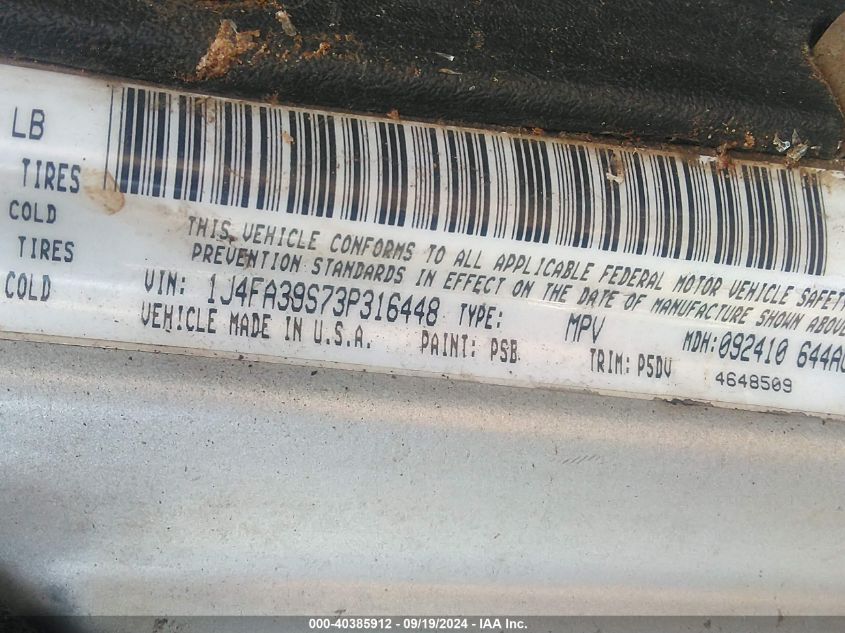 LB
TIRES
COLD
TIRES
COLD
THIS VEHICLE CONFORMS TO ALL APPLICABLE FEDERAL MOTOR VEHICLE SAFETY
PREVENTION STANDARDS IN EFFECT ON THE DATE OF MANUFACTURE SHOWN ABOVE
VIN: 1J4FA39S73P316448 TYPE: MPV MDH:092410 644A
VEHICLE MADE IN U.S.A. PAINT: PSB TRIM: P5DV 4648509
000-40385912 - 09/19/2024 - IAA Inc.